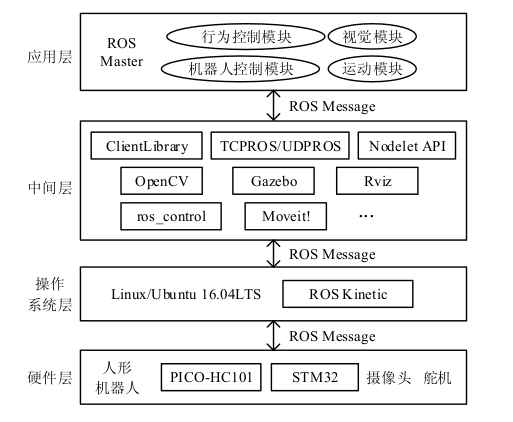 应用层
ROS
Master
行为控制模块
视觉模块
机器人控制模块
运动模块
ROS Message
中间层
ClientLibrary
TCPROS/UDPROS
Nodelet API
OpenCV
Gazebo
Rviz
ros_control
Moveit!
...
ROS Message
操作
系统层
Linux/Ubuntu 16.04LTS
ROS Kinetic
ROS Message
硬件层
人形
机器人
PICO-HC101
STM32
摄像头 舵机